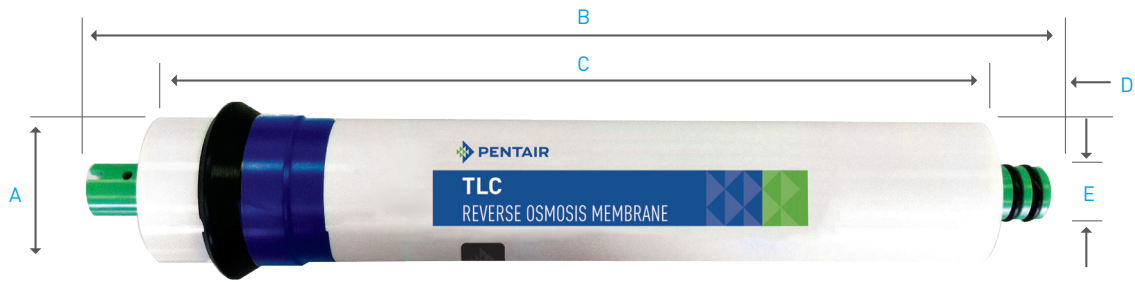 B
C
D
A
E
PENTAIR
TLC
REVERSE OSMOSIS MEMBRANE